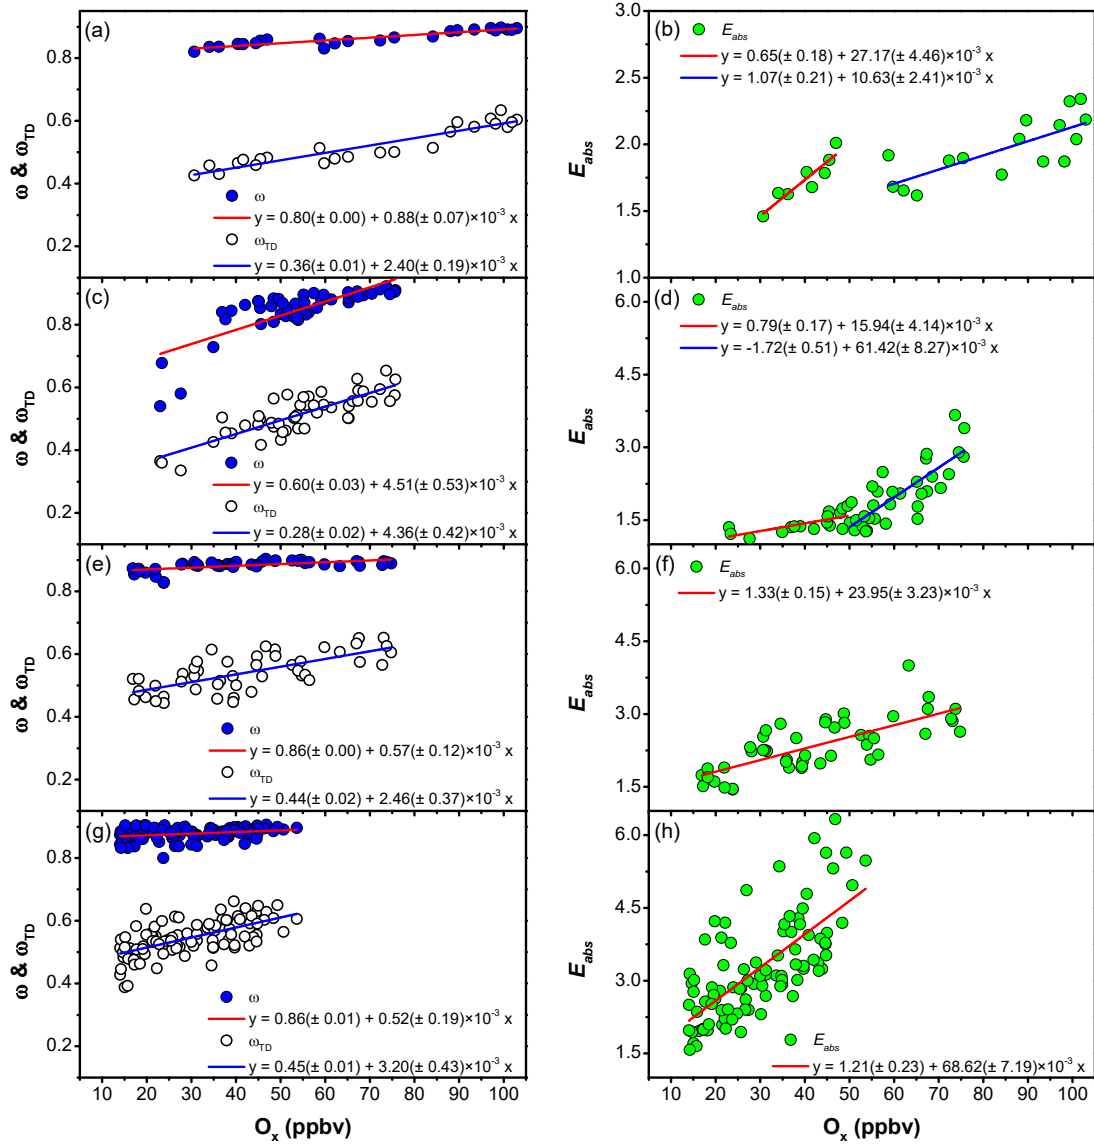 (a)
0.8
0.6
0.4
0.2
ω & ω_TD
ω
y = 0.80(± 0.00) + 0.88(± 0.07)×10⁻³ x
ω_TD
y = 0.36(± 0.01) + 2.40(± 0.19)×10⁻³ x
(b)
3.0
2.5
2.0
1.5
1.0
E_abs
E_abs
y = 0.65(± 0.18) + 27.17(± 4.46)×10⁻³ x
y = 1.07(± 0.21) + 10.63(± 2.41)×10⁻³ x
(c)
0.8
0.6
0.4
0.2
ω & ω_TD
ω
y = 0.60(± 0.03) + 4.51(± 0.53)×10⁻³ x
ω_TD
y = 0.28(± 0.02) + 4.36(± 0.42)×10⁻³ x
(d)
6.0
4.5
3.0
1.5
E_abs
E_abs
y = 0.79(± 0.17) + 15.94(± 4.14)×10⁻³ x
y = -1.72(± 0.51) + 61.42(± 8.27)×10⁻³ x
(e)
0.8
0.6
0.4
0.2
ω & ω_TD
ω
y = 0.86(± 0.00) + 0.57(± 0.12)×10⁻³ x
ω_TD
y = 0.44(± 0.02) + 2.46(± 0.37)×10⁻³ x
(f)
6.0
4.5
3.0
1.5
E_abs
E_abs
y = 1.33(± 0.15) + 23.95(± 3.23)×10⁻³ x
(g)
0.8
0.6
0.4
0.2
ω & ω_TD
ω
y = 0.86(± 0.01) + 0.52(± 0.19)×10⁻³ x
ω_TD
y = 0.45(± 0.01) + 3.20(± 0.43)×10⁻³ x
10 20 30 40 50 60 70 80 90 100
Oₓ (ppbv)
(h)
6.0
4.5
3.0
1.5
E_abs
E_abs
y = 1.21(± 0.23) + 68.62(± 7.19)×10⁻³ x
10 20 30 40 50 60 70 80 90 100
Oₓ (ppbv)